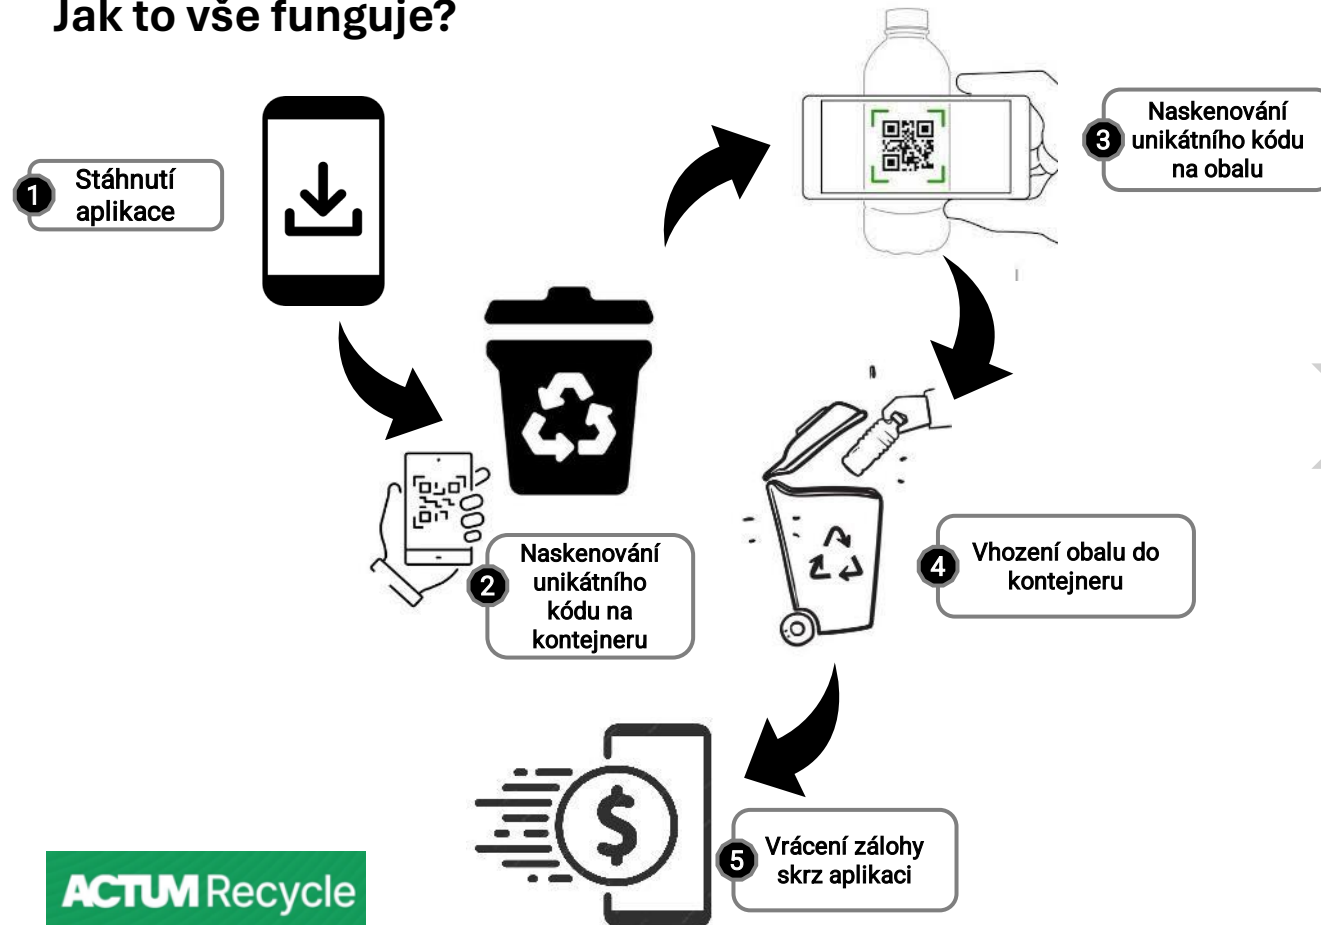 Jak to vše funguje?
1
Stáhnutí
aplikace
2
Naskenování
unikátního
kódu na
kontejneru
3
Naskenování
unikátního kódu
na obalu
4
Vhození obalu do
kontejneru
$
5
Vrácení zálohy
skrz aplikaci
ACTUM Recycle